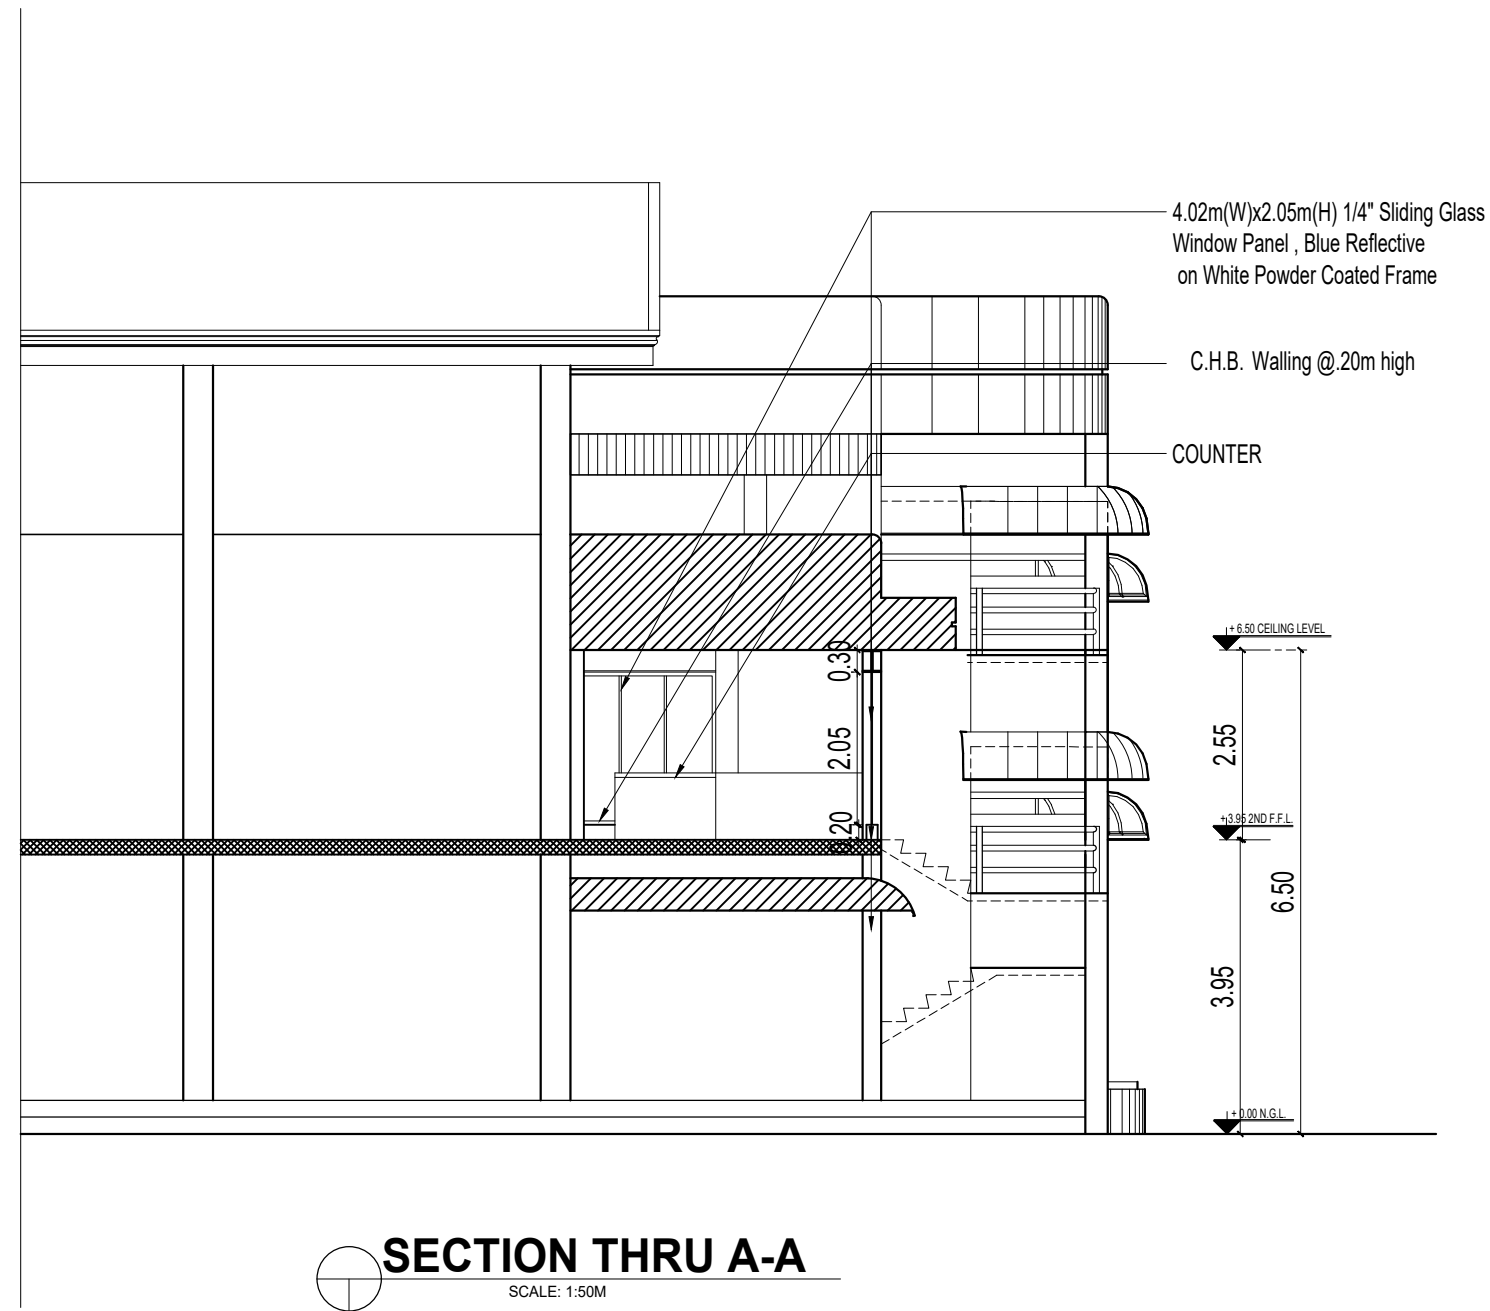 4.02m(W)x2.05m(H) 1/4" Sliding Glass
Window Panel , Blue Reflective
on White Powder Coated Frame
C.H.B. Walling @.20m high
COUNTER
+ 6.50 CEILING LEVEL
0.30
2.05
2.55
0.20
+3.95 2ND F.F.L.
6.50
3.95
+ 0.00 N.G.L.
SECTION THRU A-A
SCALE: 1:50M